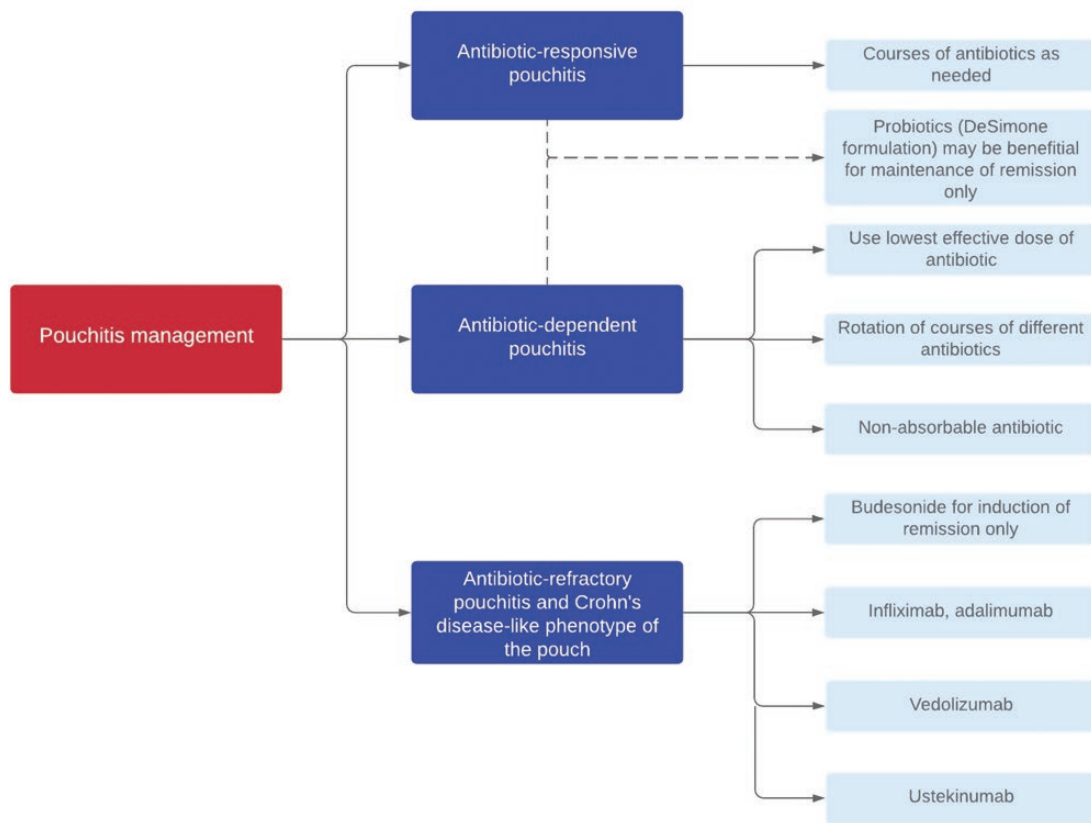 Antibiotic-responsive
pouchitis
Courses of antibiotics as
needed
Probiotics (DeSimone
formulation) may be benefitial
for maintenance of remission
only
Use lowest effective dose of
antibiotic
Pouchitis management
Antibiotic-dependent
pouchitis
Rotation of courses of different
antibiotics
Non-absorbable antibiotic
Budesonide for induction of
remission only
Antibiotic-refractory
pouchitis and Crohn's
disease-like phenotype of
the pouch
Infliximab, adalimumab
Vedolizumab
Ustekinumab